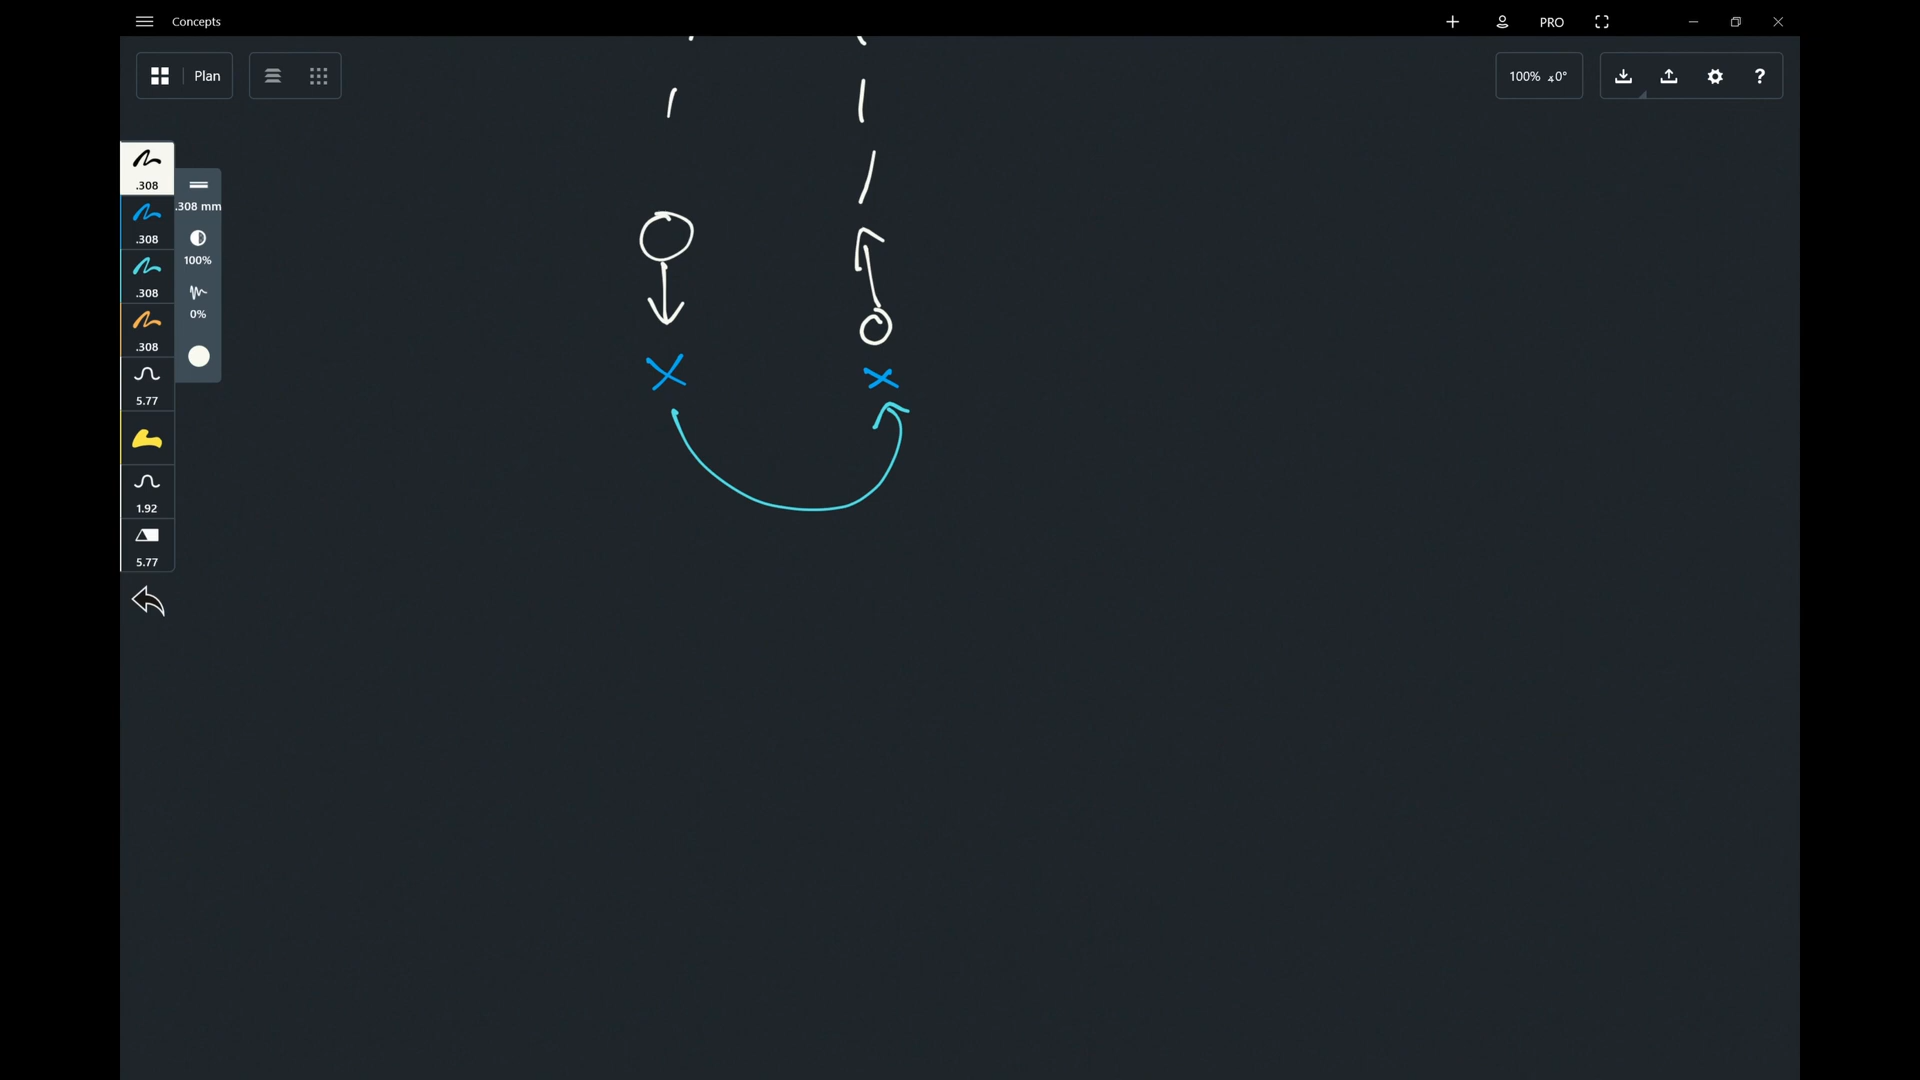 Concepts
PRO
Plan
100% ∡0°
?
.308
.308 mm
.308
100%
.308
0%
.308
5.77
1.92
5.77